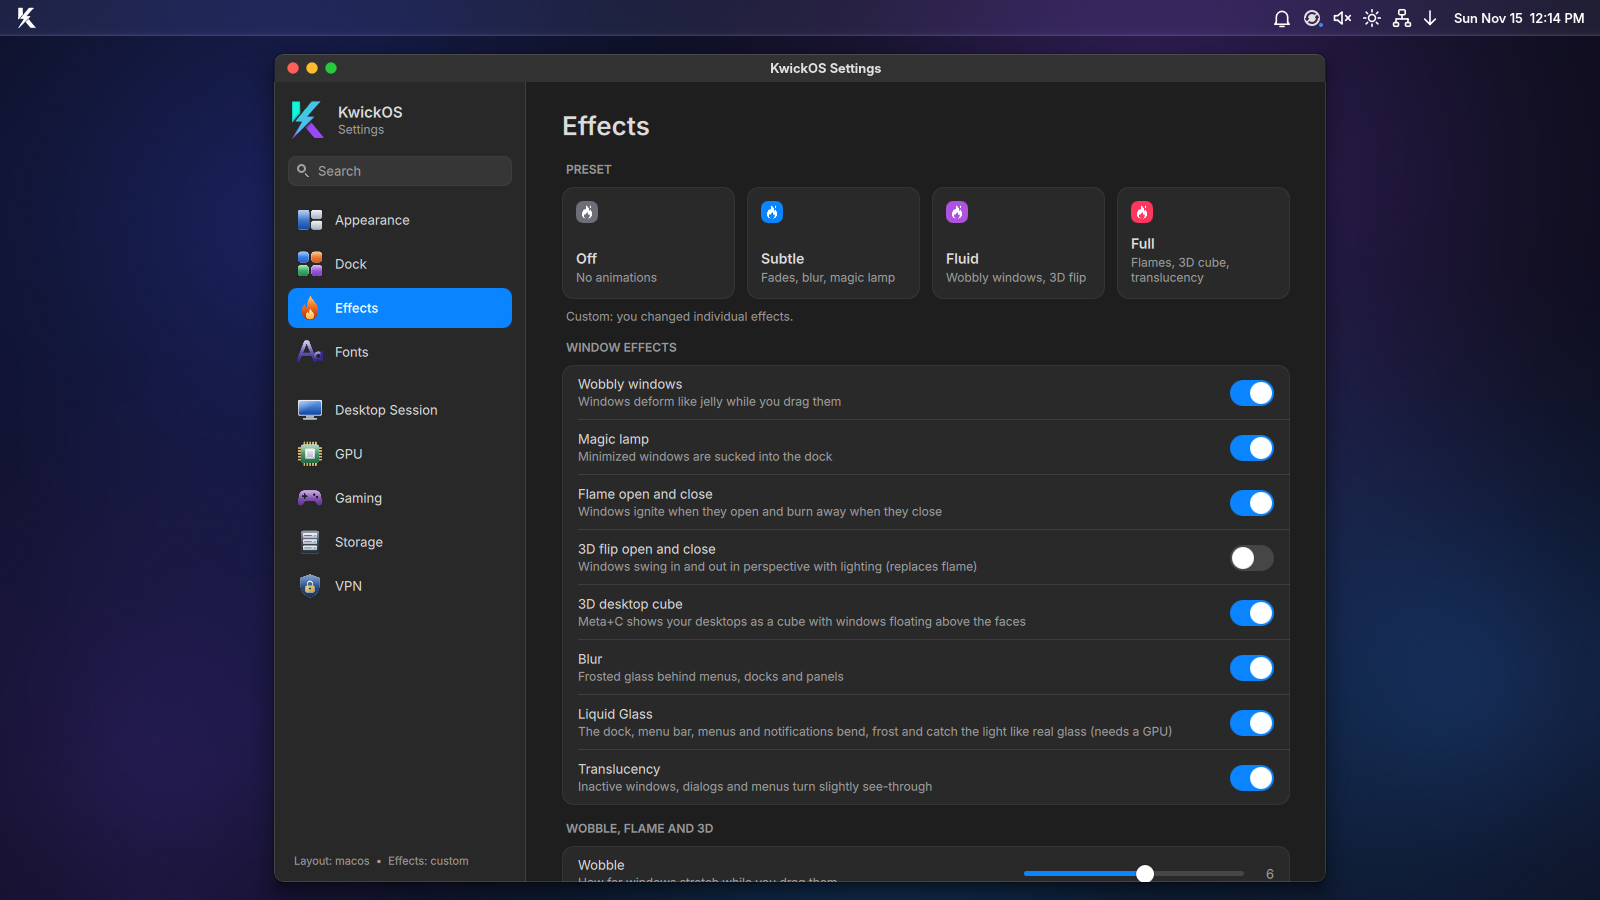 Sun Nov 15 12:14 PM
KwickOS Settings
KwickOS
Settings
Search
Appearance
Dock
Effects
Fonts
Desktop Session
GPU
Gaming
Storage
VPN
Layout: macos • Effects: custom
Effects
PRESET
Off
No animations
Subtle
Fades, blur, magic lamp
Fluid
Wobbly windows, 3D flip
Full
Flames, 3D cube,
translucency
Custom: you changed individual effects.
WINDOW EFFECTS
Wobbly windows
Windows deform like jelly while you drag them
Magic lamp
Minimized windows are sucked into the dock
Flame open and close
Windows ignite when they open and burn away when they close
3D flip open and close
Windows swing in and out in perspective with lighting (replaces flame)
3D desktop cube
Meta+C shows your desktops as a cube with windows floating above the faces
Blur
Frosted glass behind menus, docks and panels
Liquid Glass
The dock, menu bar, menus and notifications bend, frost and catch the light like real glass (needs a GPU)
Translucency
Inactive windows, dialogs and menus turn slightly see-through
WOBBLE, FLAME AND 3D
Wobble
6
How far windows stretch while you drag them